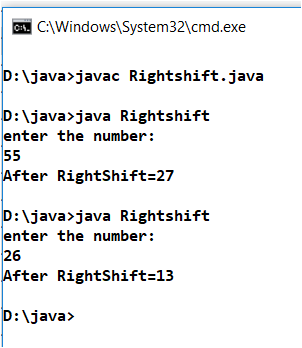 C:\Windows\System32\cmd.exe
D:\java>javac Rightshift.java
D:\java>java Rightshift
enter the number:
55
After RightShift=27
D:\java>java Rightshift
enter the number:
26
After RightShift=13
D:\java>